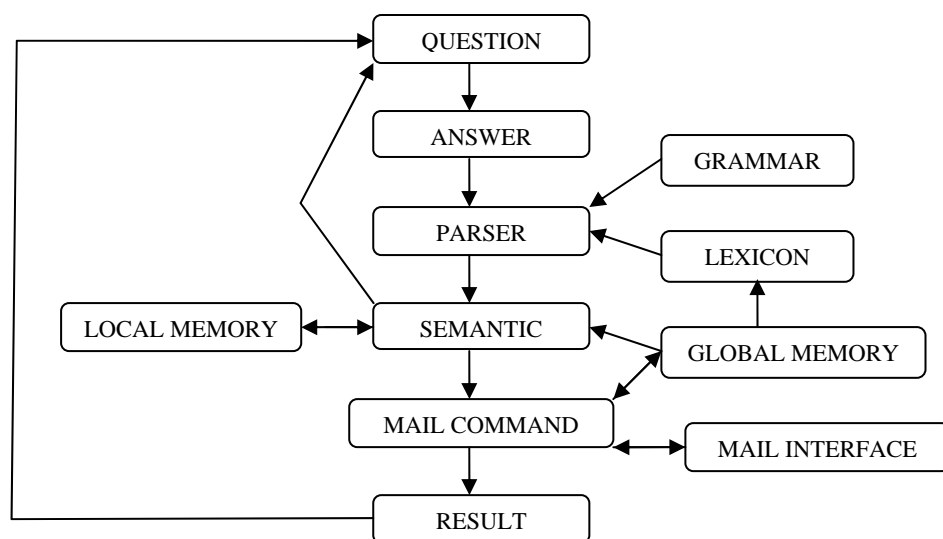 QUESTION
ANSWER
GRAMMAR
PARSER
LEXICON
LOCAL MEMORY
SEMANTIC
GLOBAL MEMORY
MAIL COMMAND
MAIL INTERFACE
RESULT